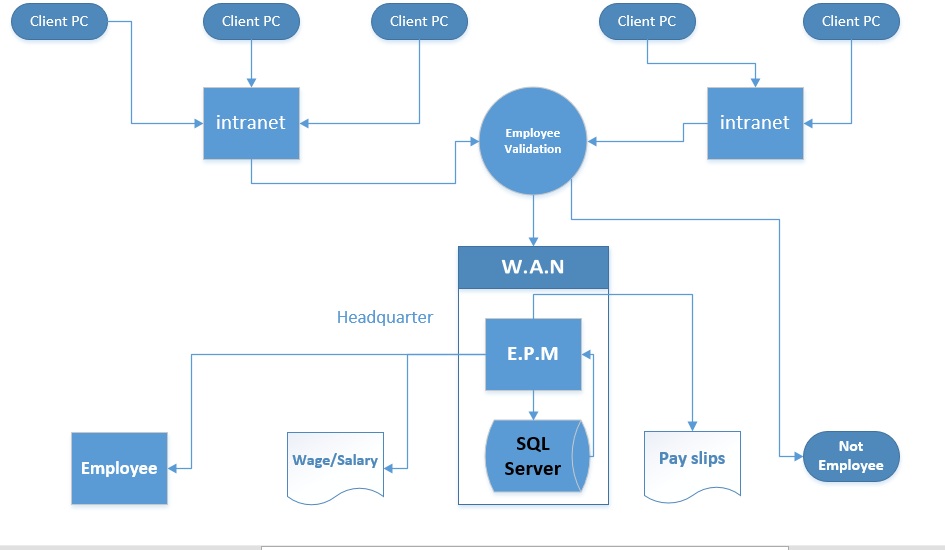 Client PC
Client PC
Client PC
Client PC
Client PC
intranet
Employee
Validation
intranet
W.A.N
Headquarter
E.P.M
SQL
Server
Employee
Wage/Salary
Pay slips
Not
Employee